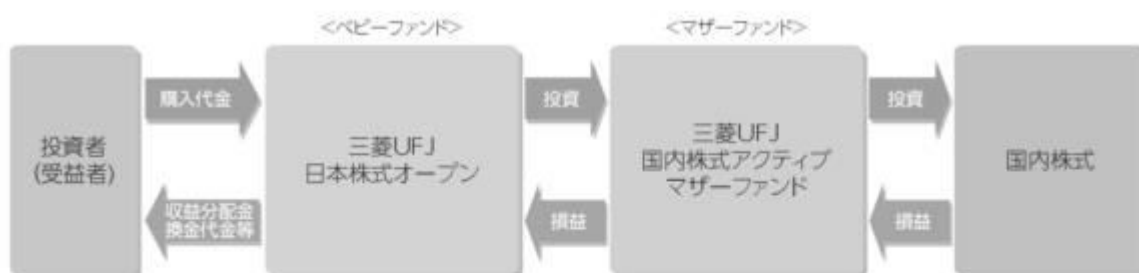 <ベビーファンド>
<マザーファンド>
投資者
(受益者)
購入代金
収益分配金
換金代金等
三菱UFJ
日本株式オープン
投資
損益
三菱UFJ
国内株式アクティブ
マザーファンド
投資
損益
国内株式